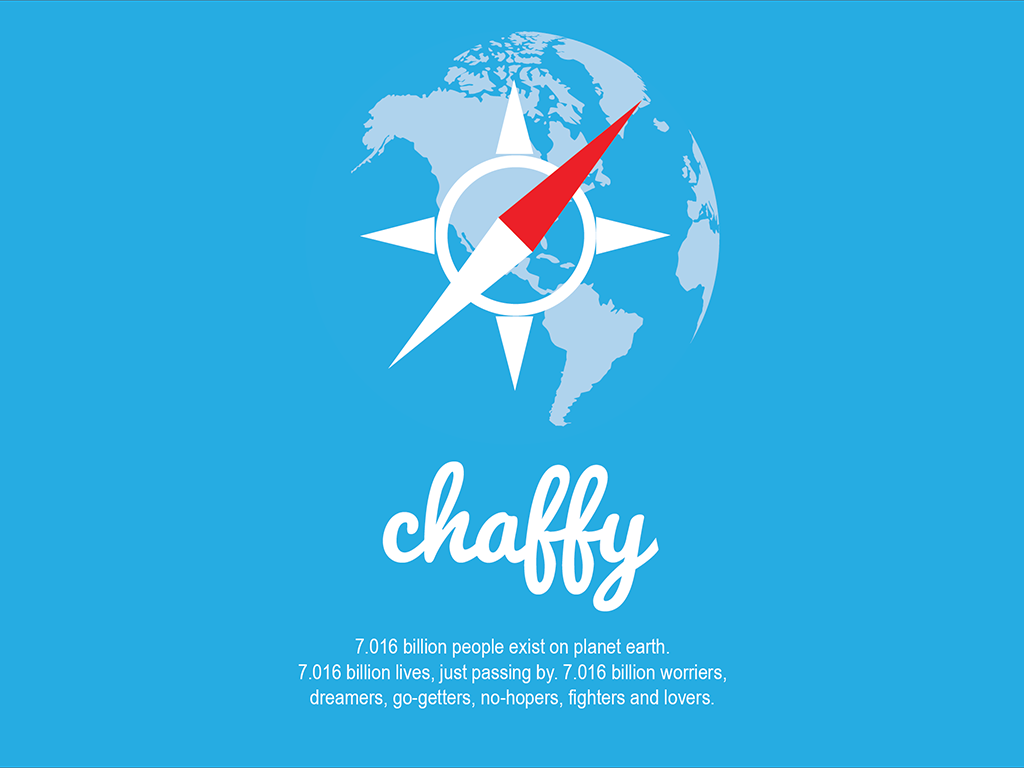 chaffy
7.016 billion people exist on planet earth.
7.016 billion lives, just passing by. 7.016 billion worriers,
dreamers, go-getters, no-hopers, fighters and lovers.